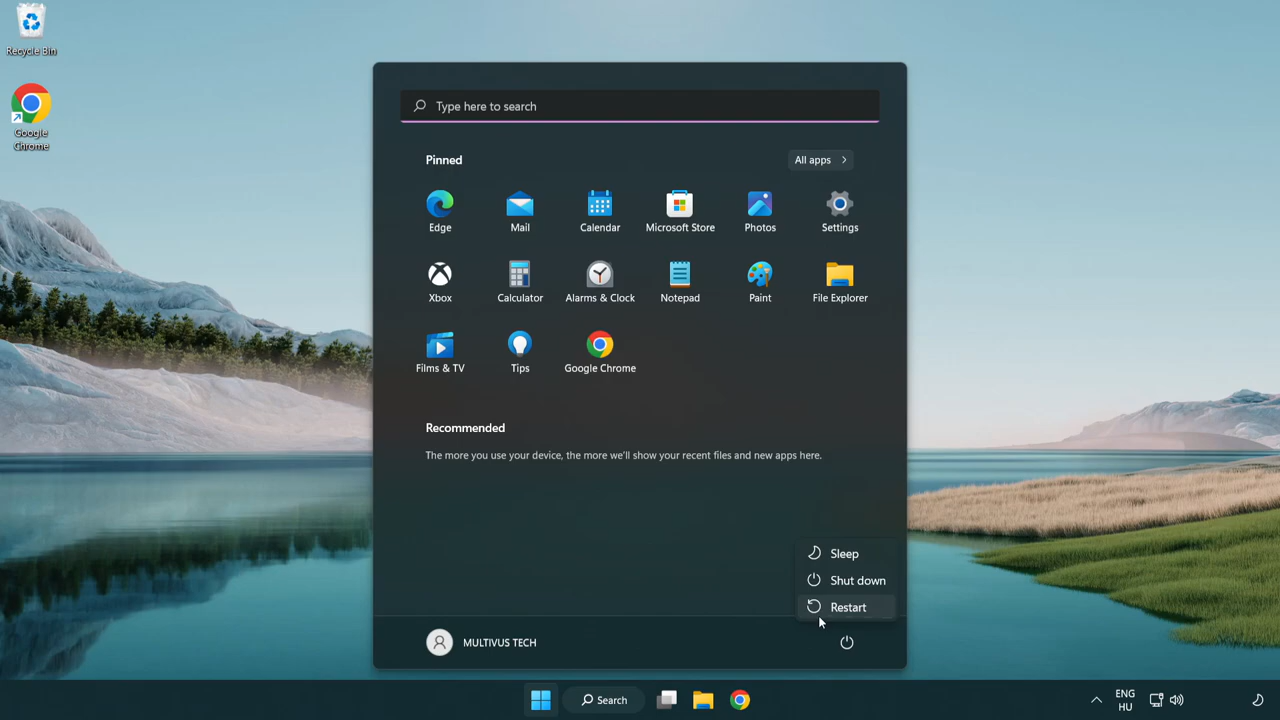 Recycle Bin
Google
Chrome
Type here to search
Pinned
All apps
Edge
Mail
Calendar
Microsoft Store
Photos
Settings
Xbox
Calculator
Alarms & Clock
Notepad
Paint
File Explorer
Films & TV
Tips
Google Chrome
Recommended
The more you use your device, the more we'll show your recent files and new apps here.
Sleep
Shut down
Restart
MULTIVUS TECH
Search
ENG
HU